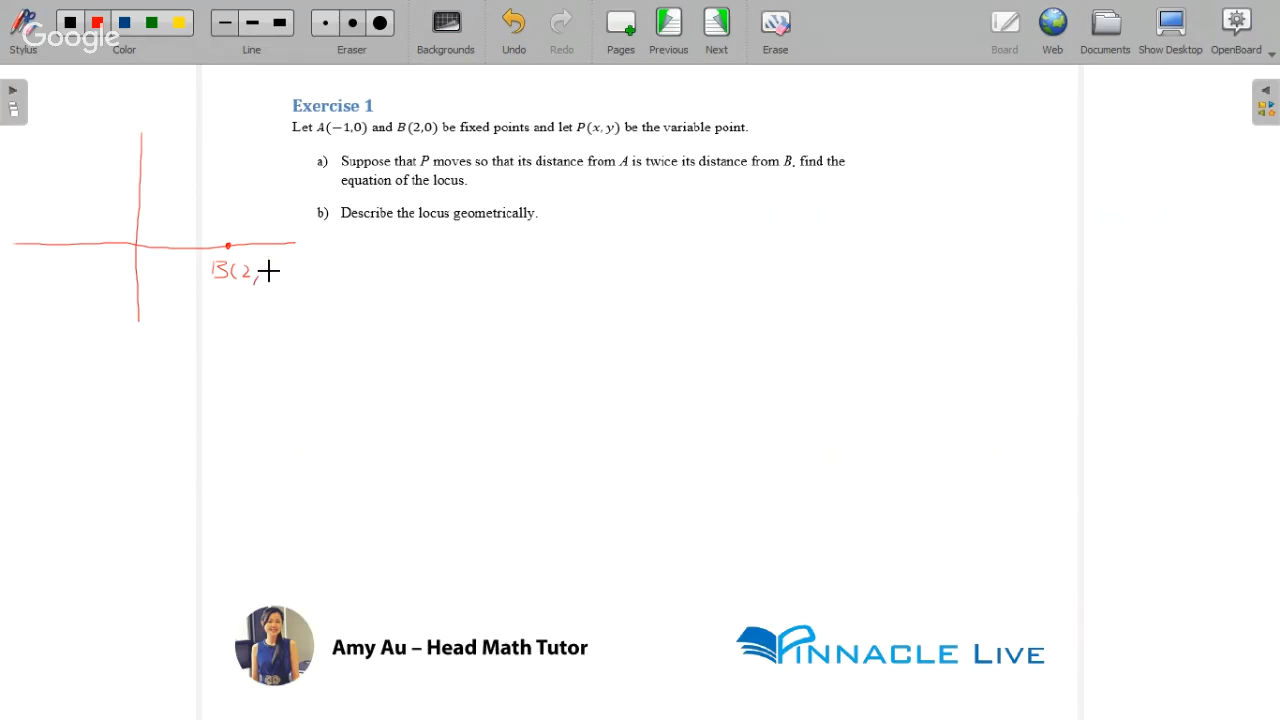 Stylus
Google
Color
Line
Eraser
Backgrounds
Undo
Redo
Pages
Previous
Next
Erase
Board
Web
Documents
Show Desktop
OpenBoard
Exercise 1
Let A(−1,0) and B(2,0) be fixed points and let P(x, y) be the variable point.
a) Suppose that P moves so that its distance from A is twice its distance from B, find the
equation of the locus.
b) Describe the locus geometrically.
B(2,
Amy Au – Head Math Tutor
PINNACLE LIVE